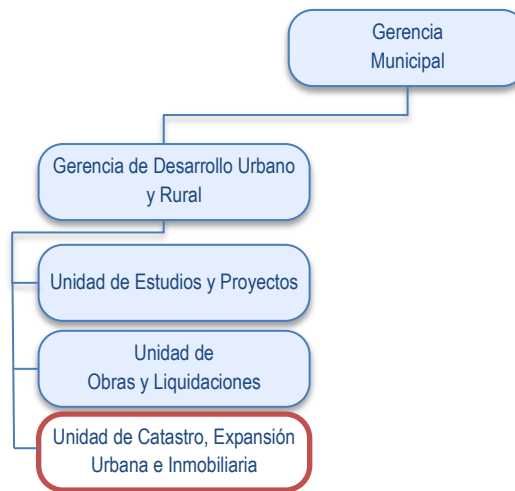 Gerencia
Municipal
Gerencia de Desarrollo Urbano
y Rural
Unidad de Estudios y Proyectos
Unidad de
Obras y Liquidaciones
Unidad de Catastro, Expansión
Urbana e Inmobiliaria